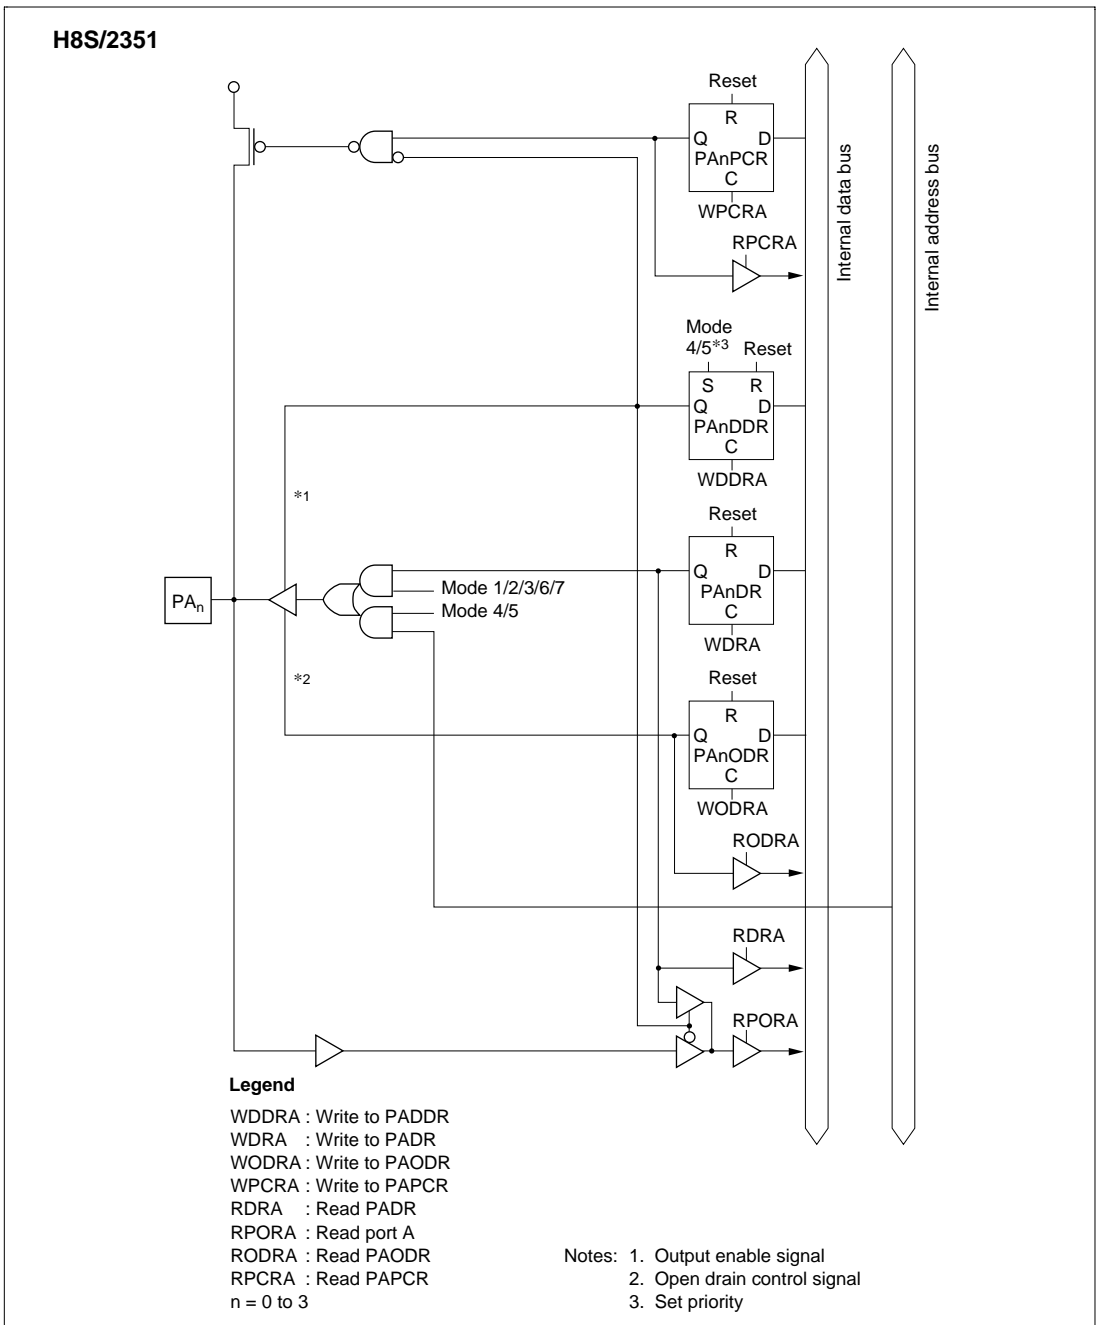 H8S/2351
Reset
R
Q D
PAnPCR
C
WPCRA
RPCRA
Internal data bus
Internal address bus
Mode
4/5*3 Reset
S R
Q D
PAnDDR
C
WDDRA
*1
Reset
R
Q D
PAnDR
C
WDRA
Mode 1/2/3/6/7
Mode 4/5
PAn
*2
Reset
R
Q D
PAnODR
C
WODRA
RODRA
RDRA
RPORA
Legend
WDDRA : Write to PADDR
WDRA : Write to PADR
WODRA : Write to PAODR
WPCRA : Write to PAPCR
RDRA : Read PADR
RPORA : Read port A
RODRA : Read PAODR
RPCRA : Read PAPCR
n = 0 to 3
Notes: 1. Output enable signal
2. Open drain control signal
3. Set priority